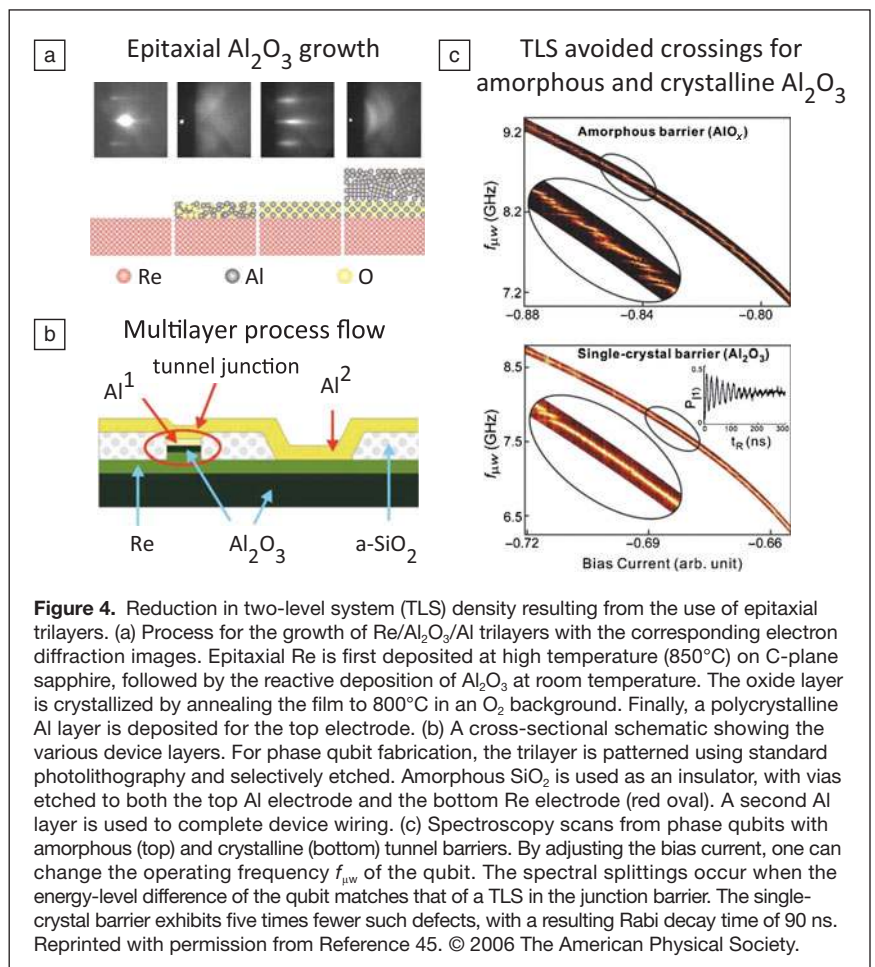 a
Epitaxial Al₂O₃ growth
Re
Al
O
b
Multilayer process flow
tunnel junction
Al¹
Al²
Re
Al₂O₃
a-SiO₂
c
TLS avoided crossings for
amorphous and crystalline Al₂O₃
Amorphous barrier (AlOₓ)
f_μw (GHz)
9.2
8.2
7.2
−0.88
−0.84
−0.80
Single-crystal barrier (Al₂O₃)
f_μw (GHz)
8.5
7.5
6.5
0.5
P(1)
0
0
100
200
300
t_R (ns)
−0.72
−0.69
−0.66
Bias Current (arb. unit)
Figure 4. Reduction in two-level system (TLS) density resulting from the use of epitaxial
trilayers. (a) Process for the growth of Re/Al₂O₃/Al trilayers with the corresponding electron
diffraction images. Epitaxial Re is first deposited at high temperature (850°C) on C-plane
sapphire, followed by the reactive deposition of Al₂O₃ at room temperature. The oxide layer
is crystallized by annealing the film to 800°C in an O₂ background. Finally, a polycrystalline
Al layer is deposited for the top electrode. (b) A cross-sectional schematic showing the
various device layers. For phase qubit fabrication, the trilayer is patterned using standard
photolithography and selectively etched. Amorphous SiO₂ is used as an insulator, with vias
etched to both the top Al electrode and the bottom Re electrode (red oval). A second Al
layer is used to complete device wiring. (c) Spectroscopy scans from phase qubits with
amorphous (top) and crystalline (bottom) tunnel barriers. By adjusting the bias current, one can
change the operating frequency f_μw of the qubit. The spectral splittings occur when the
energy-level difference of the qubit matches that of a TLS in the junction barrier. The single-
crystal barrier exhibits five times fewer such defects, with a resulting Rabi decay time of 90 ns.
Reprinted with permission from Reference 45. © 2006 The American Physical Society.